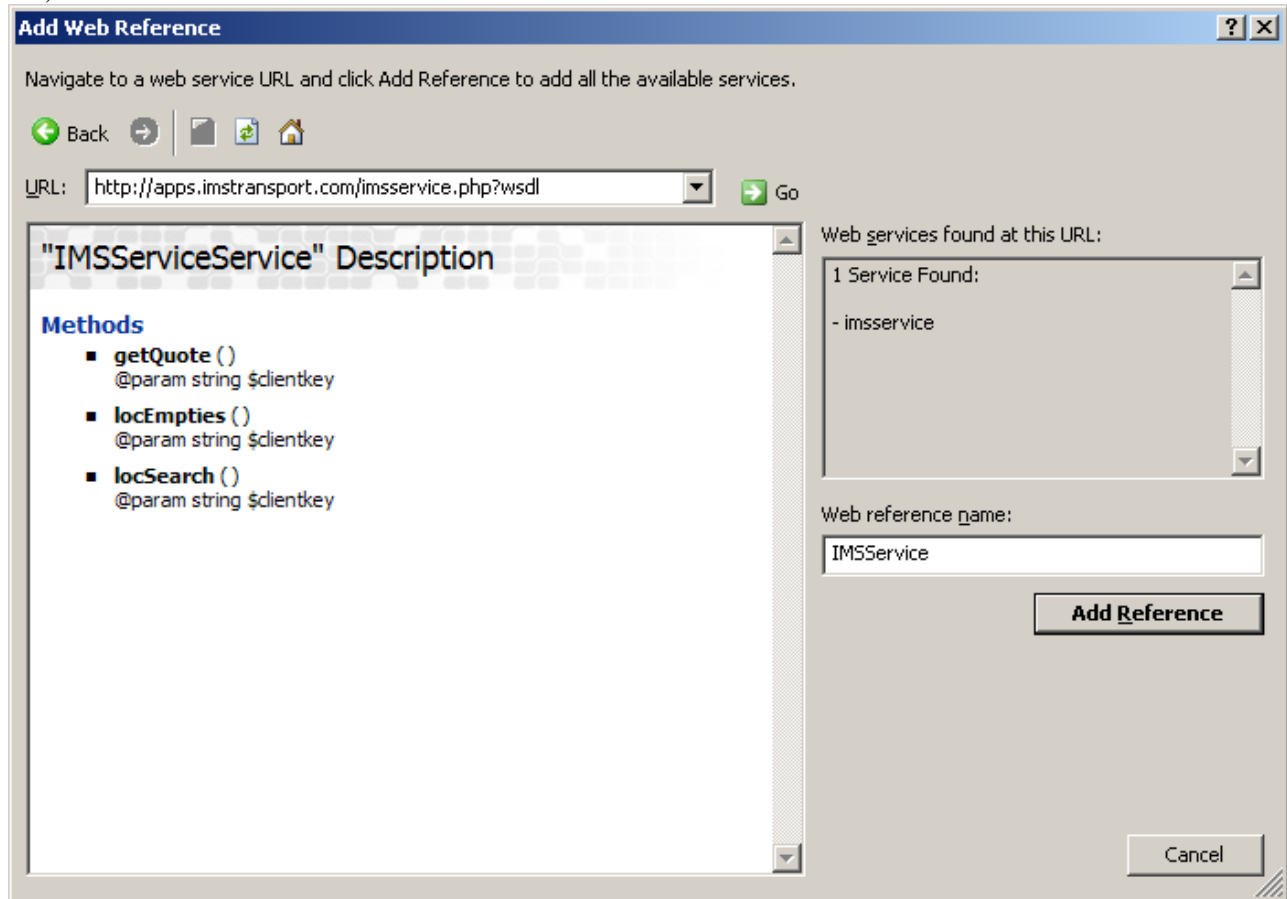 Add Web Reference
Navigate to a web service URL and click Add Reference to add all the available services.
Back
URL: http://apps.imstransport.com/imsservice.php?wsdl Go
"IMSServiceService" Description
Methods
getQuote ()
@param string $clientkey
locEmpties ()
@param string $clientkey
locSearch ()
@param string $clientkey
Web services found at this URL:
1 Service Found:
- imsservice
Web reference name:
IMSService
Add Reference
Cancel